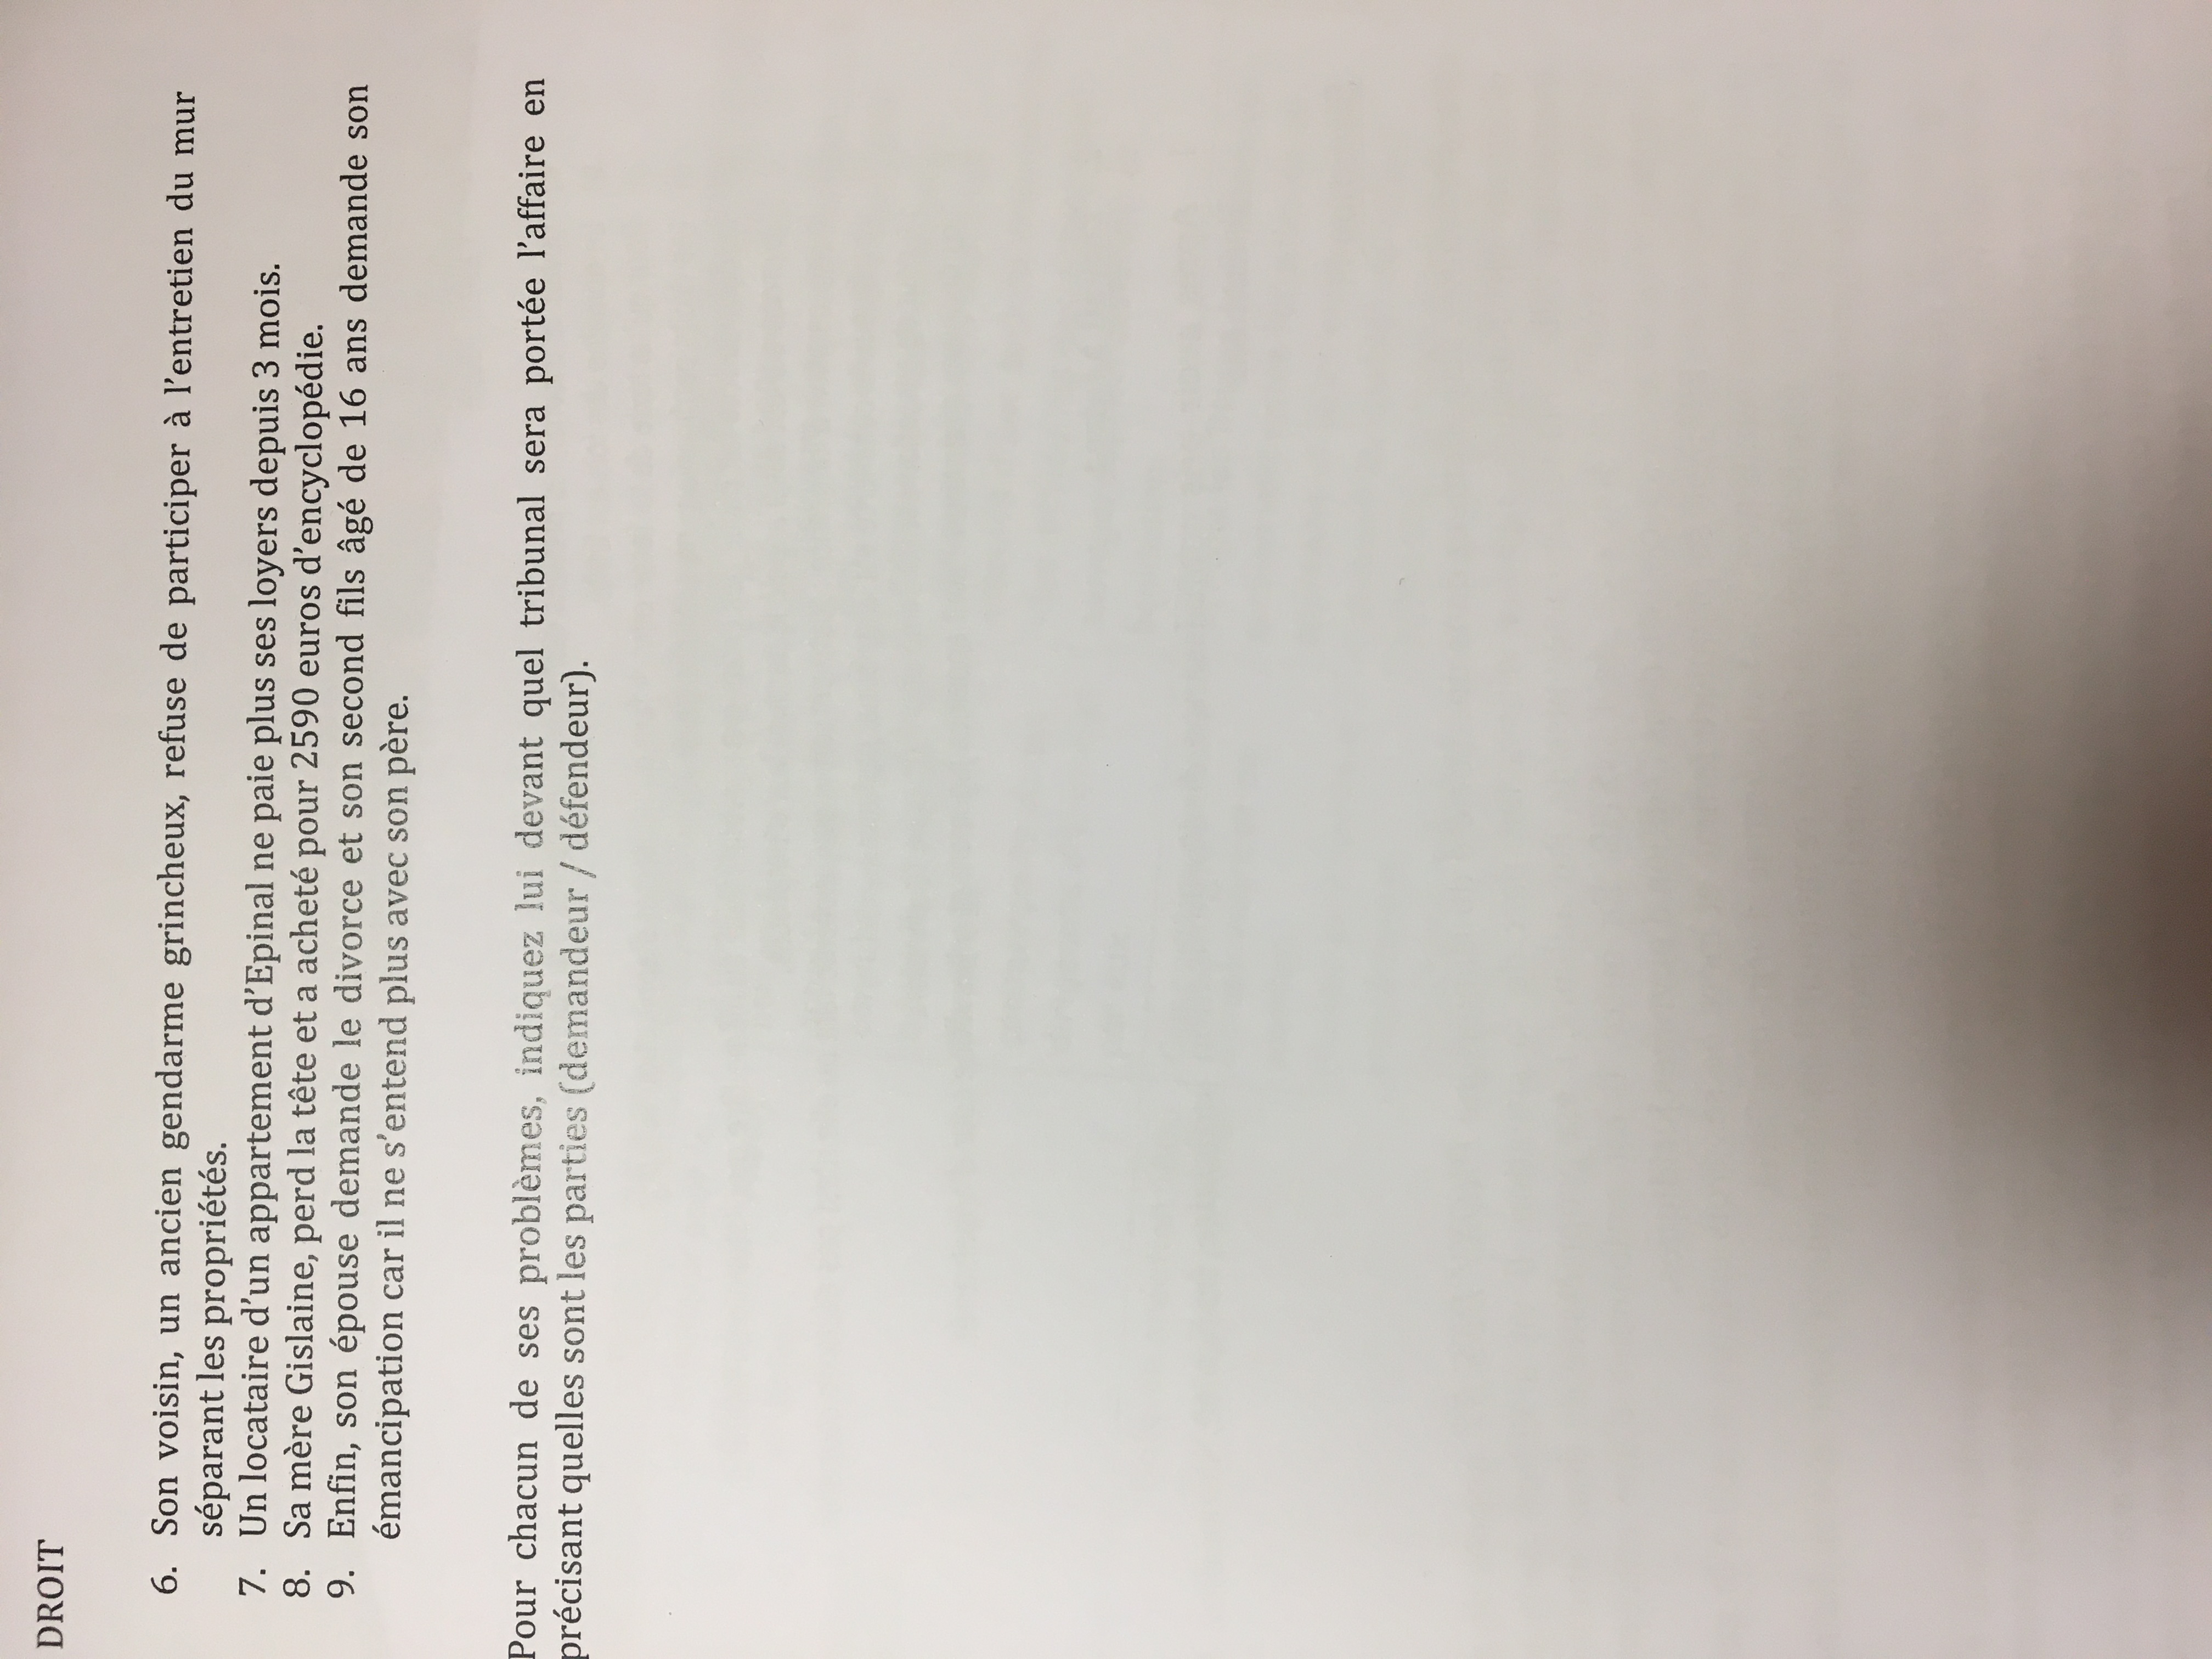 DROIT
6. Son voisin, un ancien gendarme grincheux, refuse de participer à l'entretien du mur
séparant les propriétés.
7. Un locataire d'un appartement d'Epinal ne paie plus ses loyers depuis 3 mois.
8. Sa mère Gislaine, perd la tête et a acheté pour 2590 euros d'encyclopédie.
9. Enfin, son épouse demande le divorce et son second fils âgé de 16 ans demande son
émancipation car il ne s'entend plus avec son père.
Pour chacun de ses problèmes, indiquez lui devant quel tribunal sera portée l'affaire en
précisant quelles sont les parties (demandeur / défendeur).